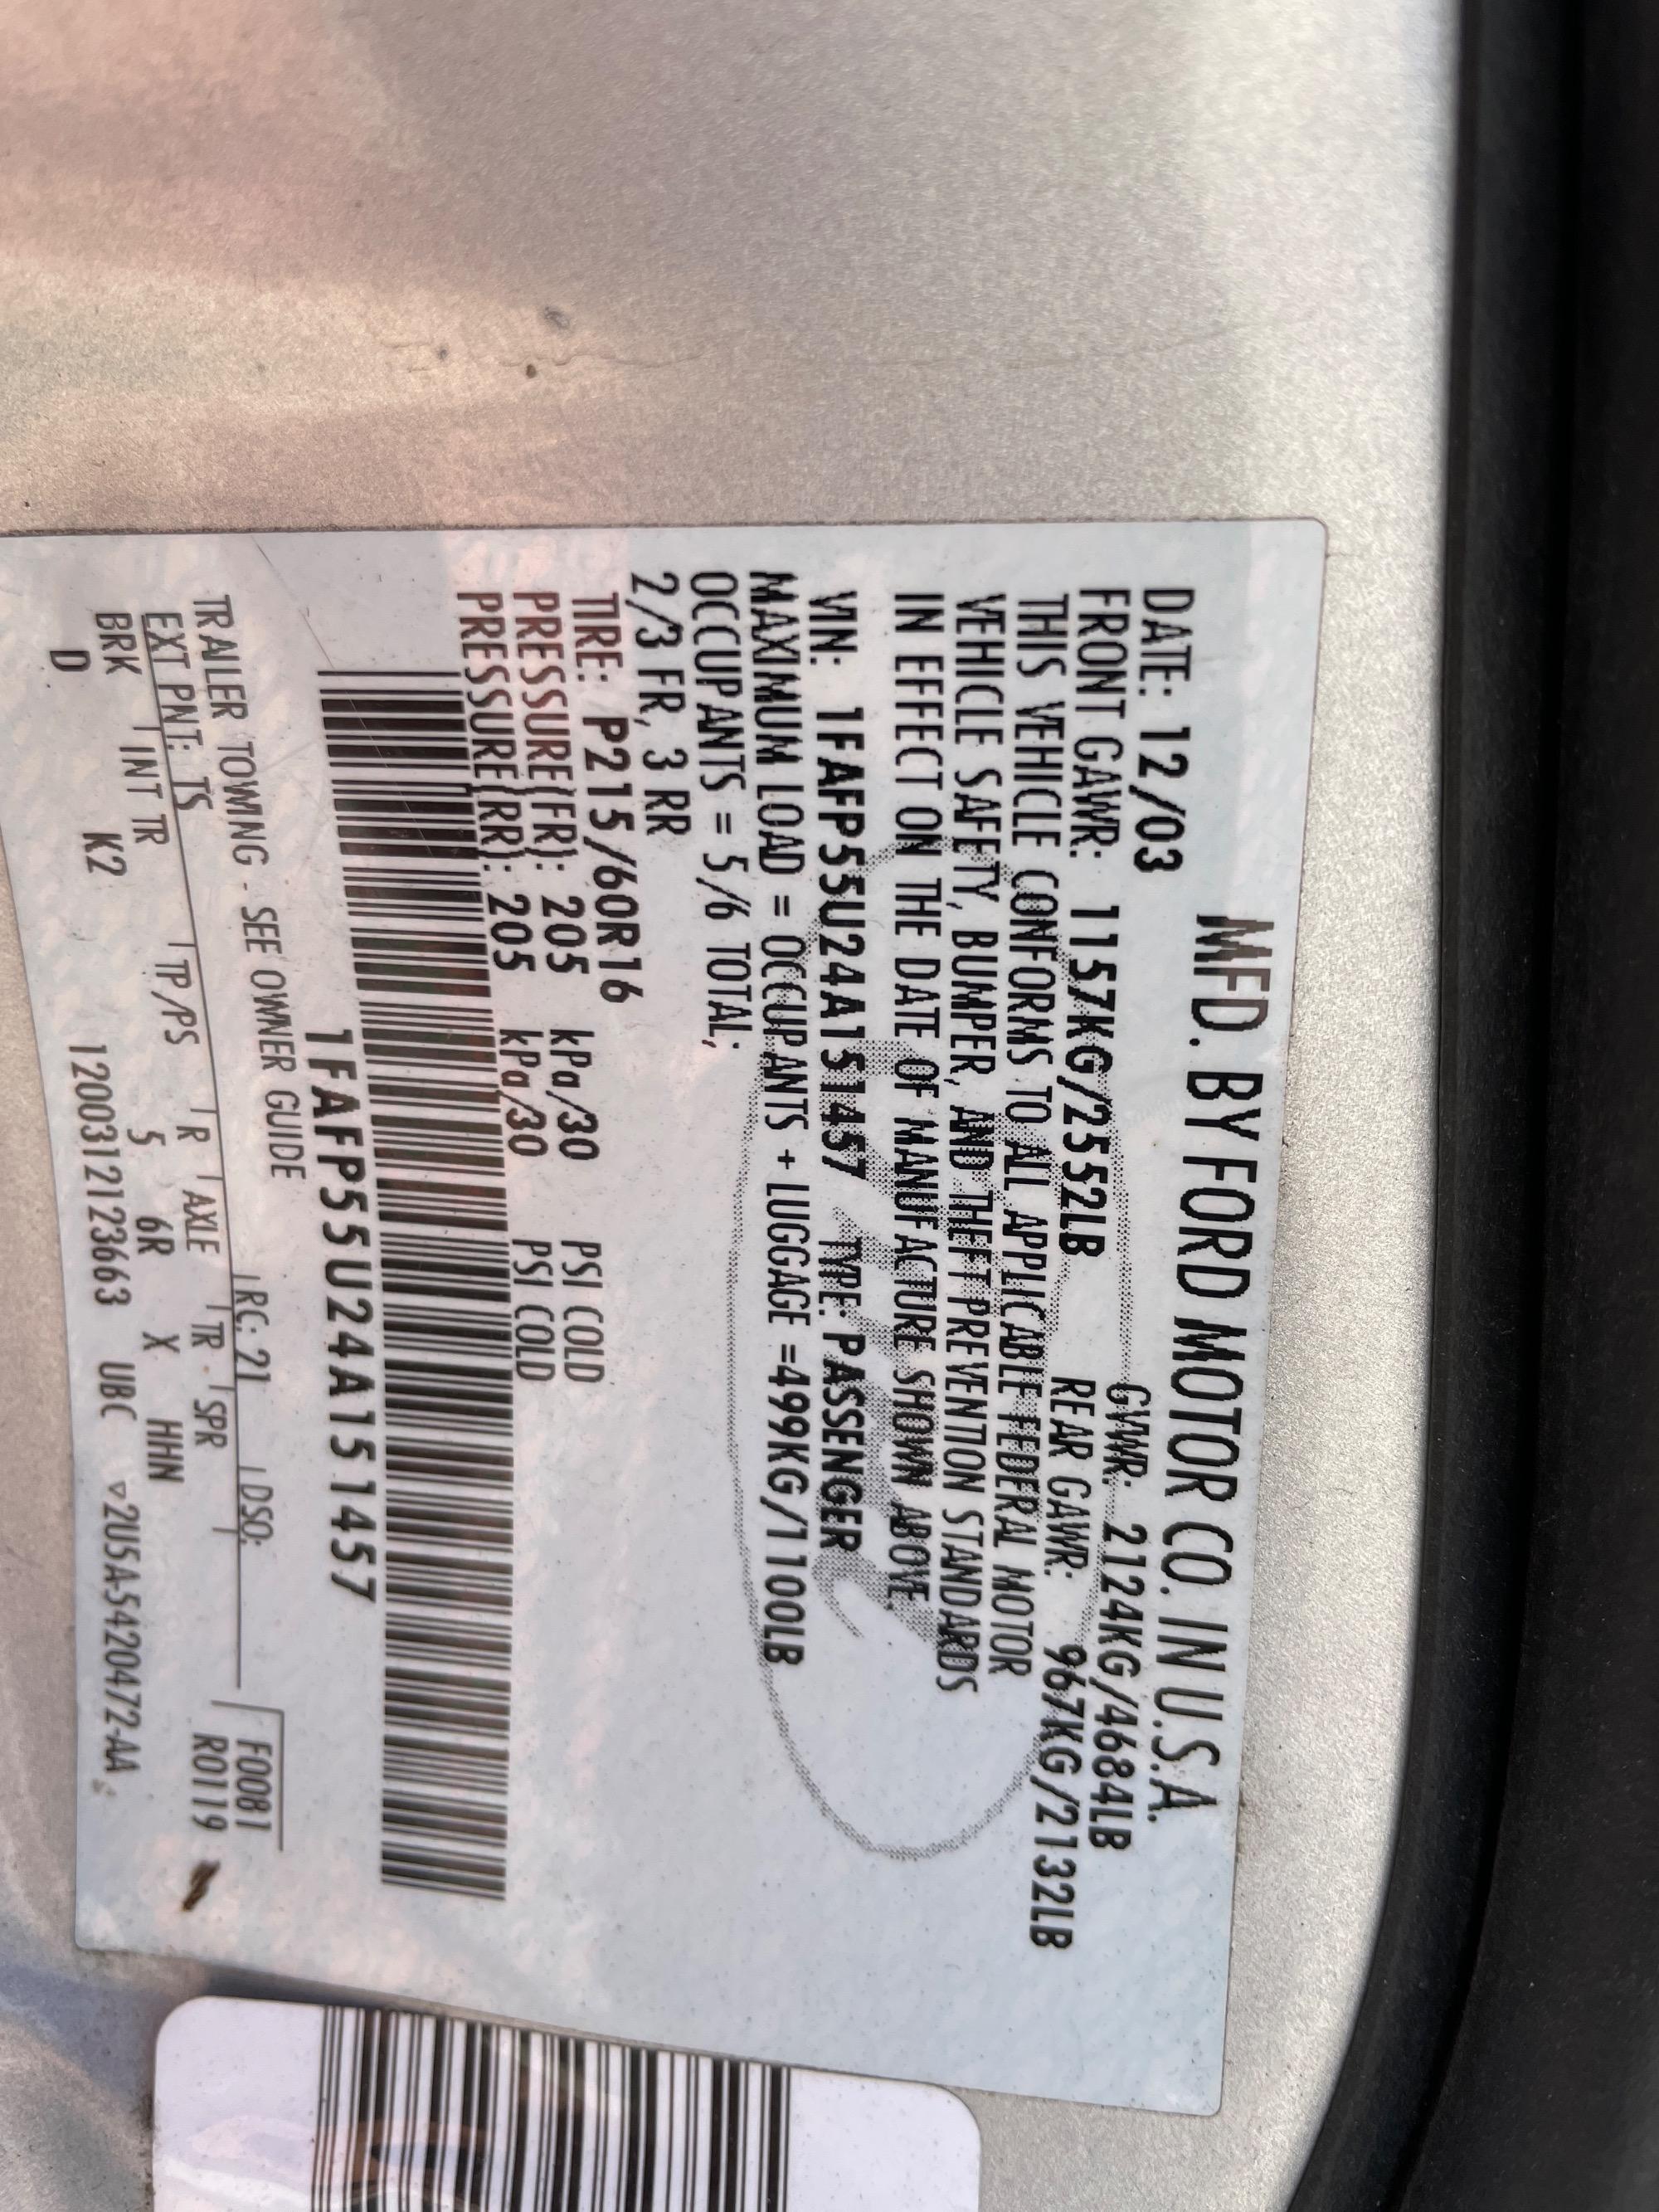 MFD. BY FORD MOTOR CO. IN U.S.A.
DATE: 12/03 GVWR: 2124KG/4684LB
FRONT GAWR: 1157KG/2552LB REAR GAWR: 967KG/2132LB
THIS VEHICLE CONFORMS TO ALL APPLICABLE FEDERAL MOTOR
VEHICLE SAFETY, BUMPER, AND THEFT PREVENTION STANDARDS
IN EFFECT ON THE DATE OF MANUFACTURE SHOWN ABOVE.
VIN: 1FAFP55U24A151457 TYPE: PASSENGER
MAXIMUM LOAD = OCCUPANTS + LUGGAGE =499KG/1100LB
OCCUPANTS = 5/6 TOTAL;
2/3 FR, 3 RR
TIRE: P215/60R16
PRESSURE(FR): 205 kPa/30 PSI COLD
PRESSURE(RR): 205 kPa/30 PSI COLD
1FAFP55U24A151457
TRAILER TOWING - SEE OWNER GUIDE
F0081
R0119
EXT PNT: TS RC: 21 DSO:
BRK INT TR TP/PS R AXLE TR SPR
D K2 5 6R X HHN
1200312123663 UBC ▽2U5A-5420472-AA